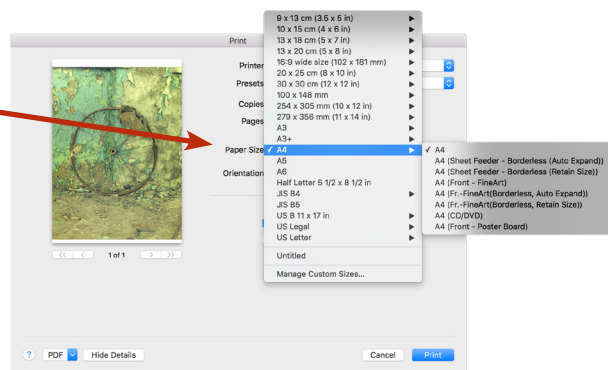 Print
Printer
Presets
Copies
Pages
Paper Size
Orientation
9 x 13 cm (3.5 x 5 in)
10 x 15 cm (4 x 6 in)
13 x 18 cm (5 x 7 in)
13 x 20 cm (5 x 8 in)
16:9 wide size (102 x 181 mm)
20 x 25 cm (8 x 10 in)
30 x 30 cm (12 x 12 in)
100 x 148 mm
254 x 305 mm (10 x 12 in)
279 x 356 mm (11 x 14 in)
A3
A3+
✓ A4
A5
A6
Half Letter 5 1/2 x 8 1/2 in
JIS B4
JIS B5
US B 11 x 17 in
US Legal
US Letter
Untitled
Manage Custom Sizes...
✓ A4
A4 (Sheet Feeder - Borderless (Auto Expand))
A4 (Sheet Feeder - Borderless (Retain Size))
A4 (Front - FineArt)
A4 (Fr.-FineArt(Borderless, Auto Expand))
A4 (Fr.-FineArt(Borderless, Retain Size))
A4 (CD/DVD)
A4 (Front - Poster Board)
<< < 1 of 1 > >>
? PDF Hide Details Cancel Print